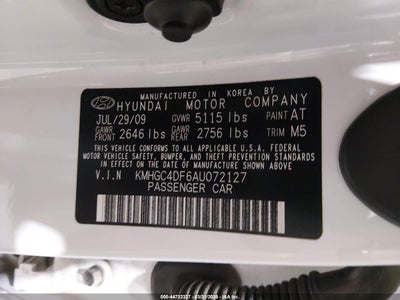 MANUFACTURED IN KOREA BY
HYUNDAI MOTOR COMPANY
JUL/29/09 GVWR 5115 lbs PAINT AT
GAWR FRONT 2646 lbs GAWR REAR 2756 lbs TRIM M5
THIS VEHICLE CONFORMS TO ALL APPLICABLE U.S.A. FEDERAL
MOTOR VEHICLE SAFETY, BUMPER, AND THEFT PREVENTION
STANDARDS IN EFFECT ON THE DATE OF MANUFACTURE SHOWN ABOVE.
V.I.N KMHGC4DF6AU072127
PASSENGER CAR